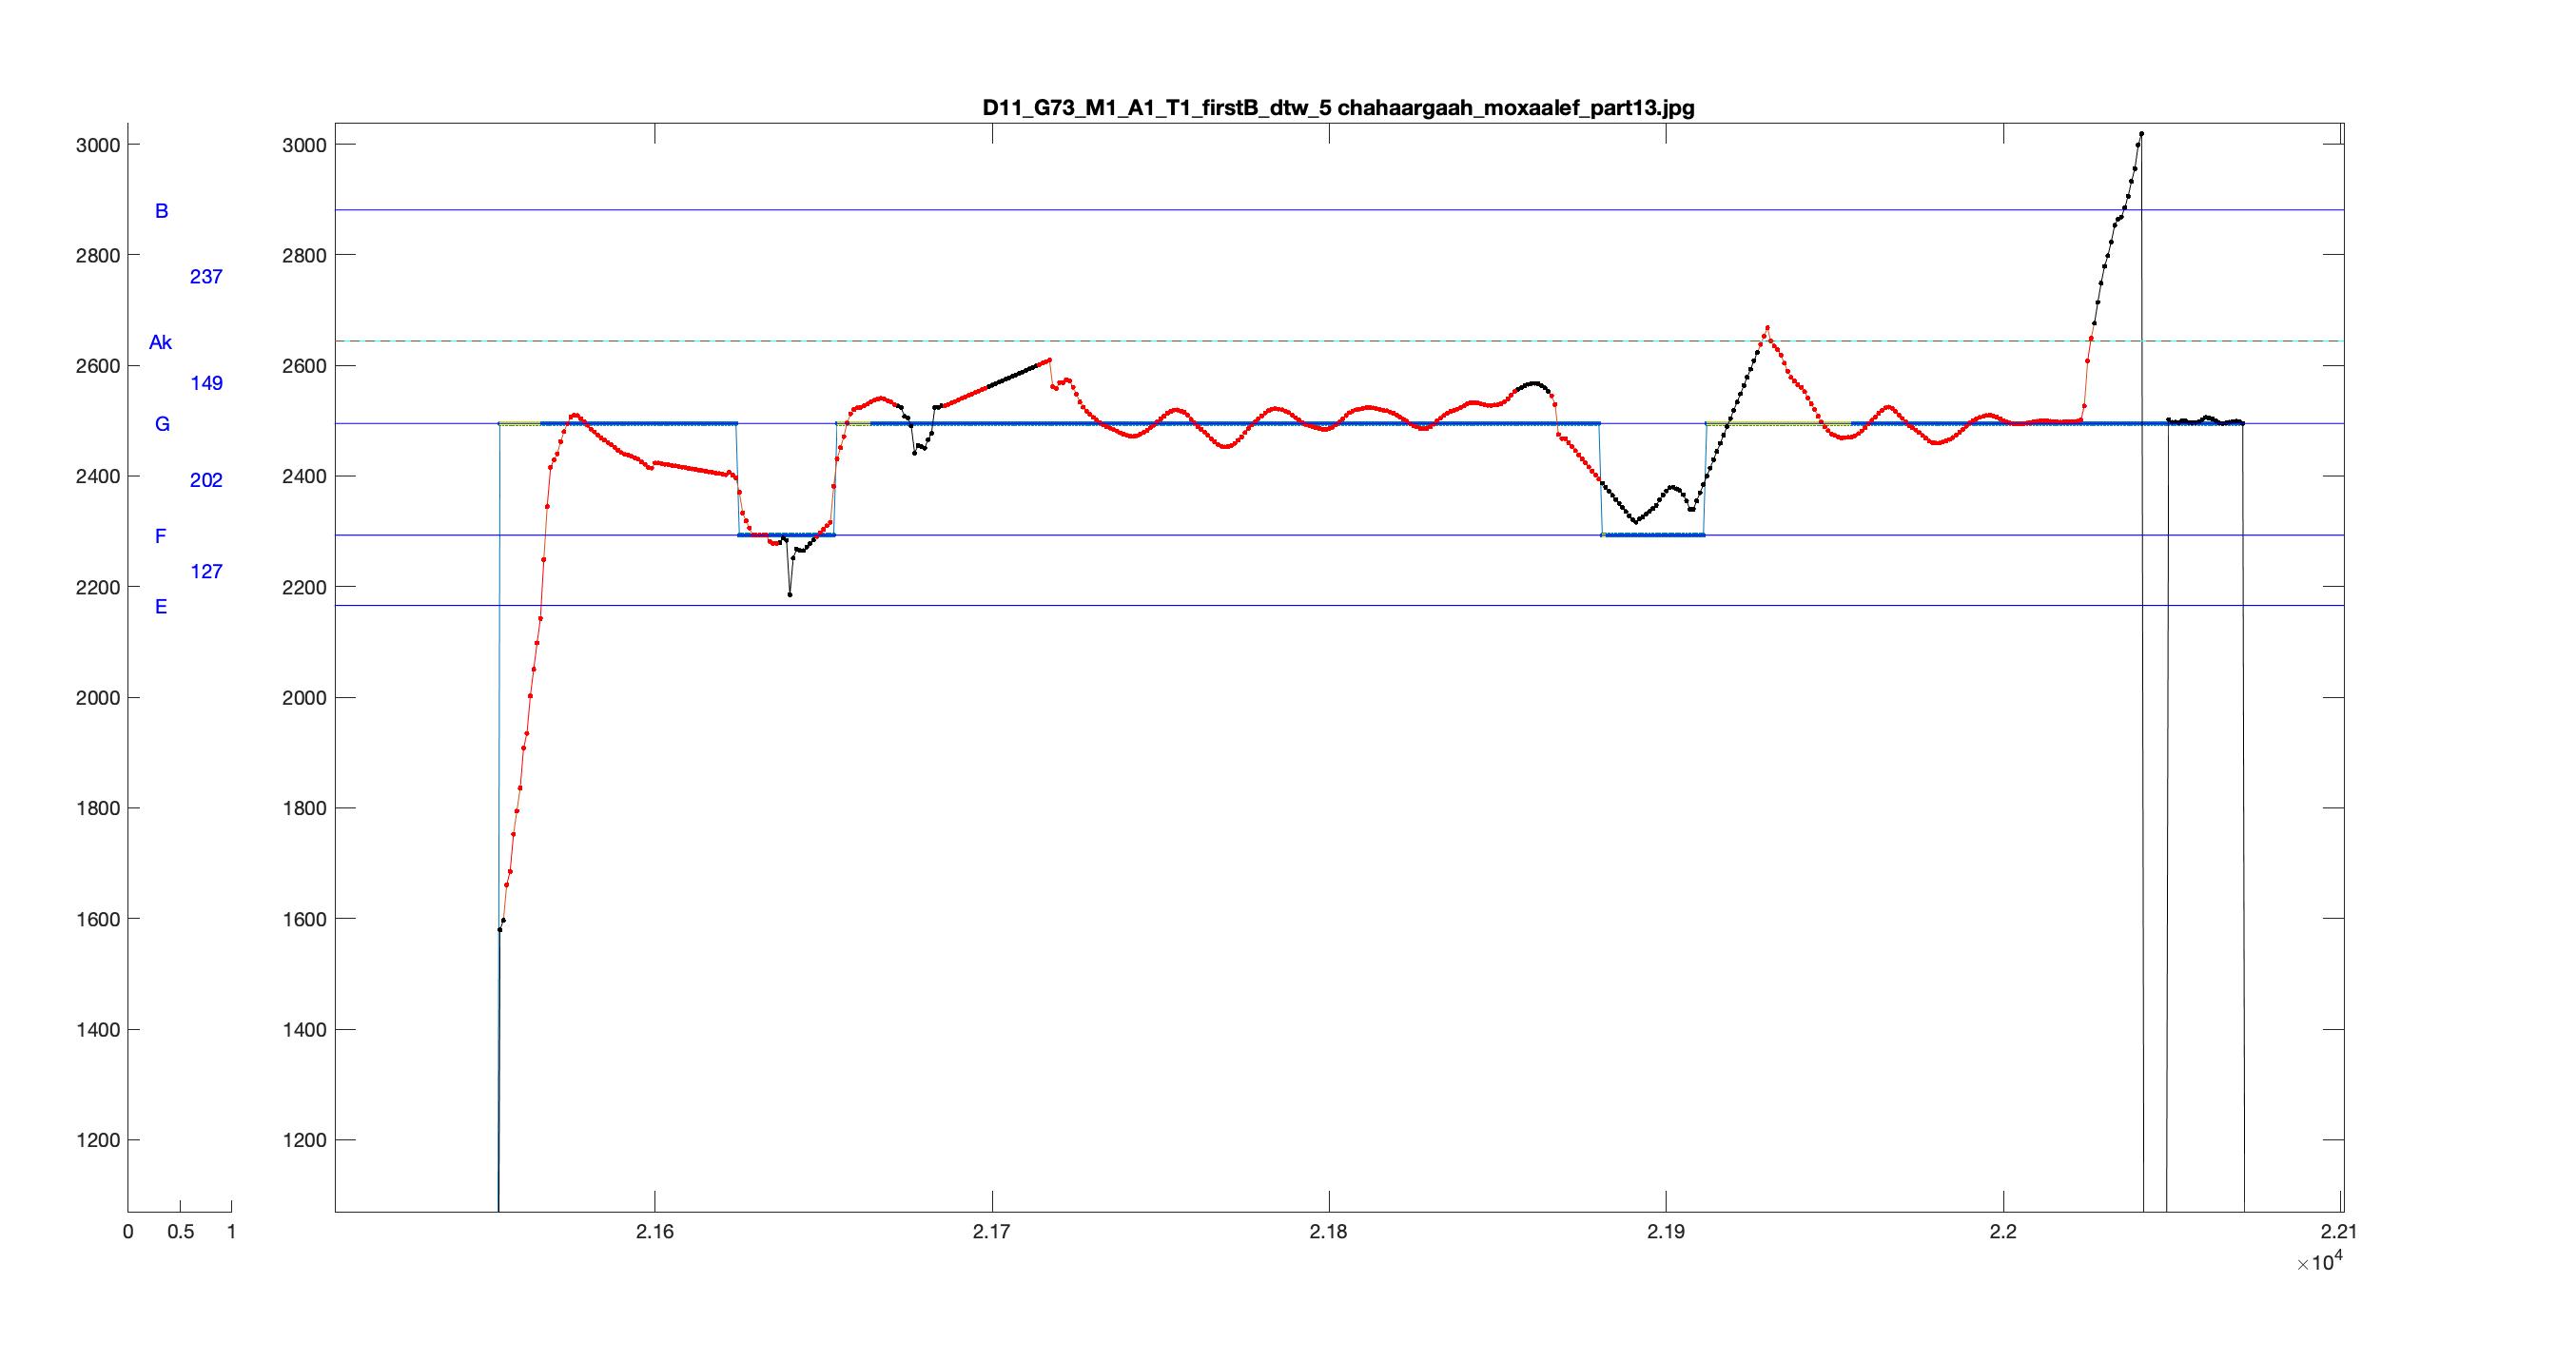 D11_G73_M1_A1_T1_firstB_dtw_5 chahaargaah_moxaalef_part13.jpg
3000 3000
B
2800 2800
237
Ak
2600 2600
149
G
2400 2400
202
F
127
2200 2200
E
2000 2000
1800 1800
1600 1600
1400 1400
1200 1200
0 0.5 1 2.16 2.17 2.18 2.19 2.2 2.21
×10^4